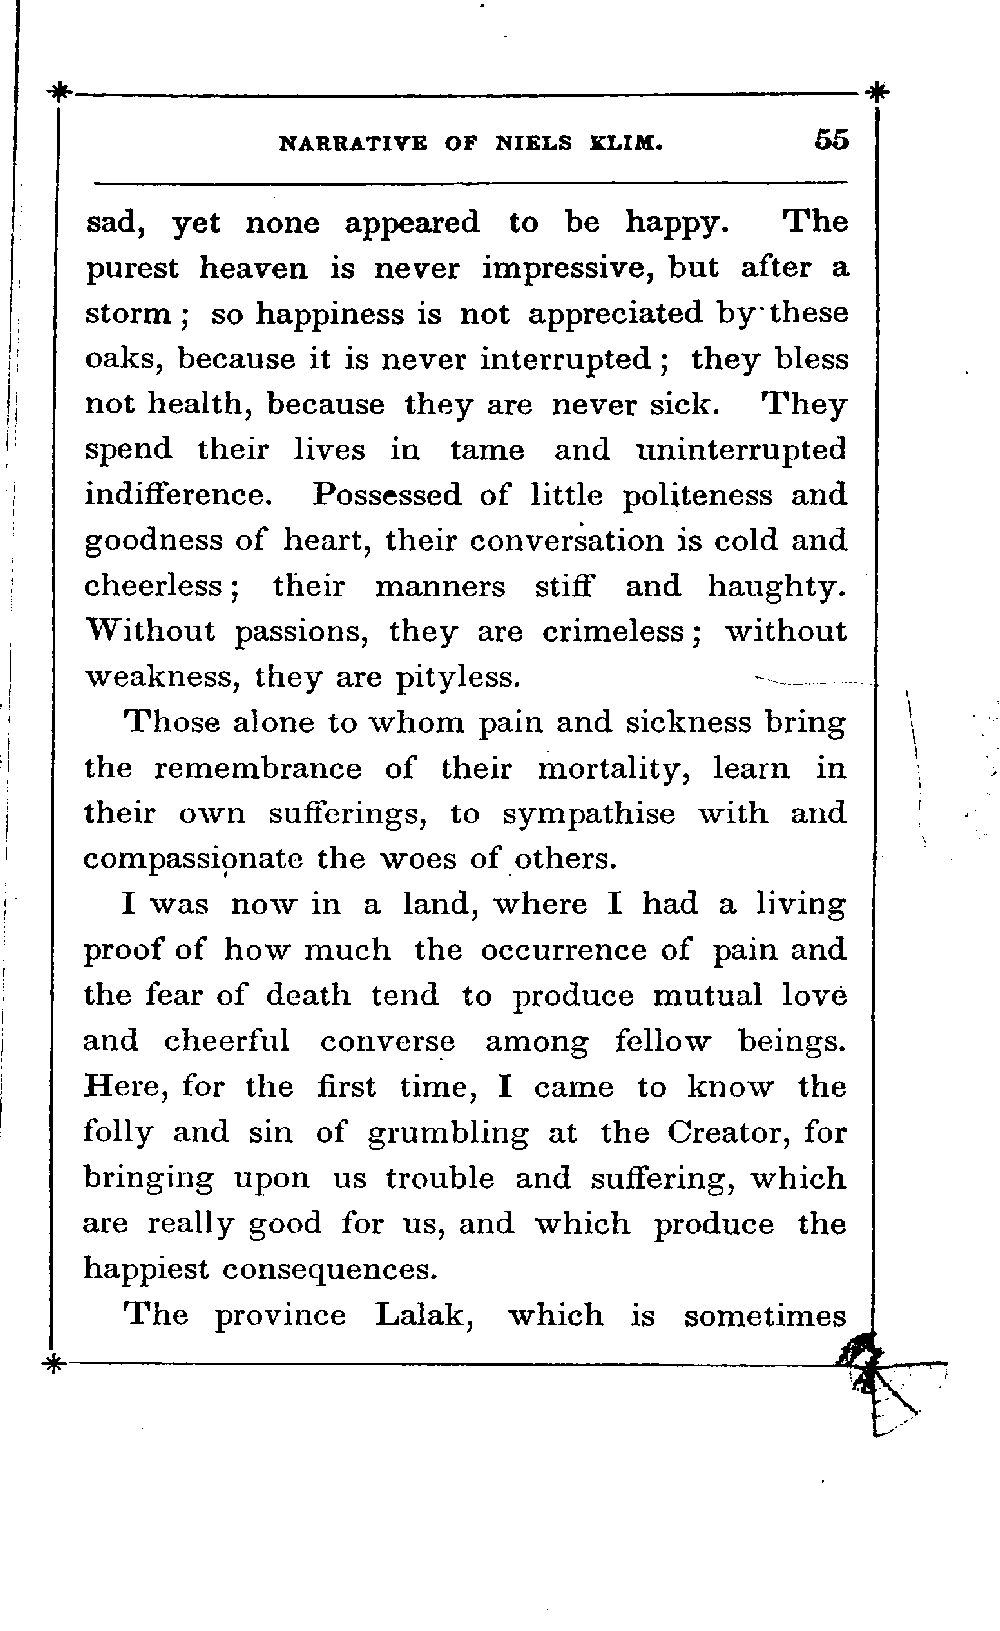 NARRATIVE OF NIELS KLIM. 55
sad, yet none appeared to be happy. The
purest heaven is never impressive, but after a
storm ; so happiness is not appreciated by these
oaks, because it is never interrupted ; they bless
not health, because they are never sick. They
spend their lives in tame and uninterrupted
indifference. Possessed of little politeness and
goodness of heart, their conversation is cold and
cheerless ; their manners stiff and haughty.
Without passions, they are crimeless ; without
weakness, they are pityless.
Those alone to whom pain and sickness bring
the remembrance of their mortality, learn in
their own sufferings, to sympathise with and
compassionate the woes of others.
I was now in a land, where I had a living
proof of how much the occurrence of pain and
the fear of death tend to produce mutual love
and cheerful converse among fellow beings.
Here, for the first time, I came to know the
folly and sin of grumbling at the Creator, for
bringing upon us trouble and suffering, which
are really good for us, and which produce the
happiest consequences.
The province Lalak, which is sometimes